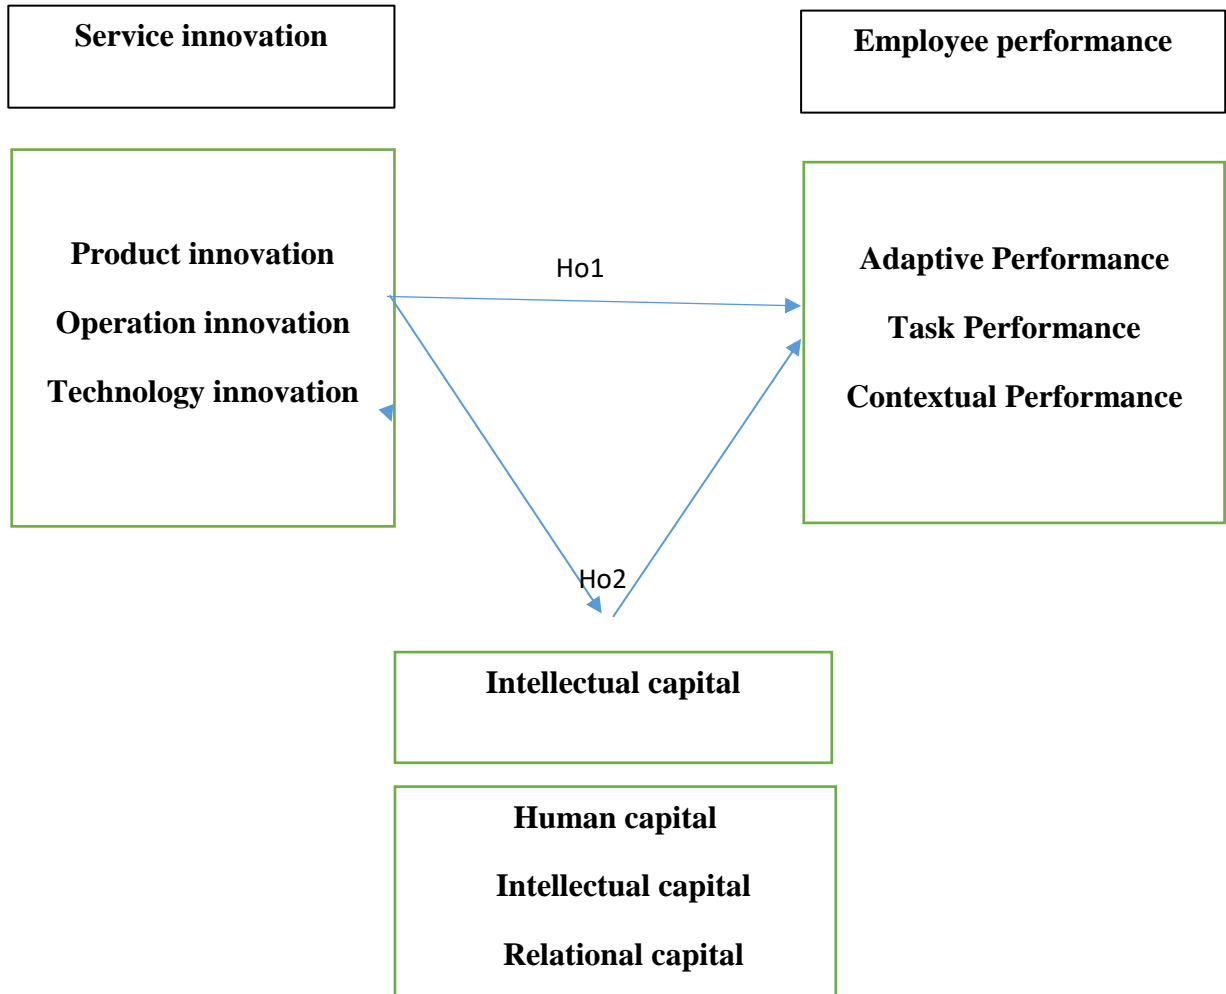 Service innovation
Employee performance
Product innovation
Operation innovation
Technology innovation
Ho1
Adaptive Performance
Task Performance
Contextual Performance
Ho2
Intellectual capital
Human capital
Intellectual capital
Relational capital